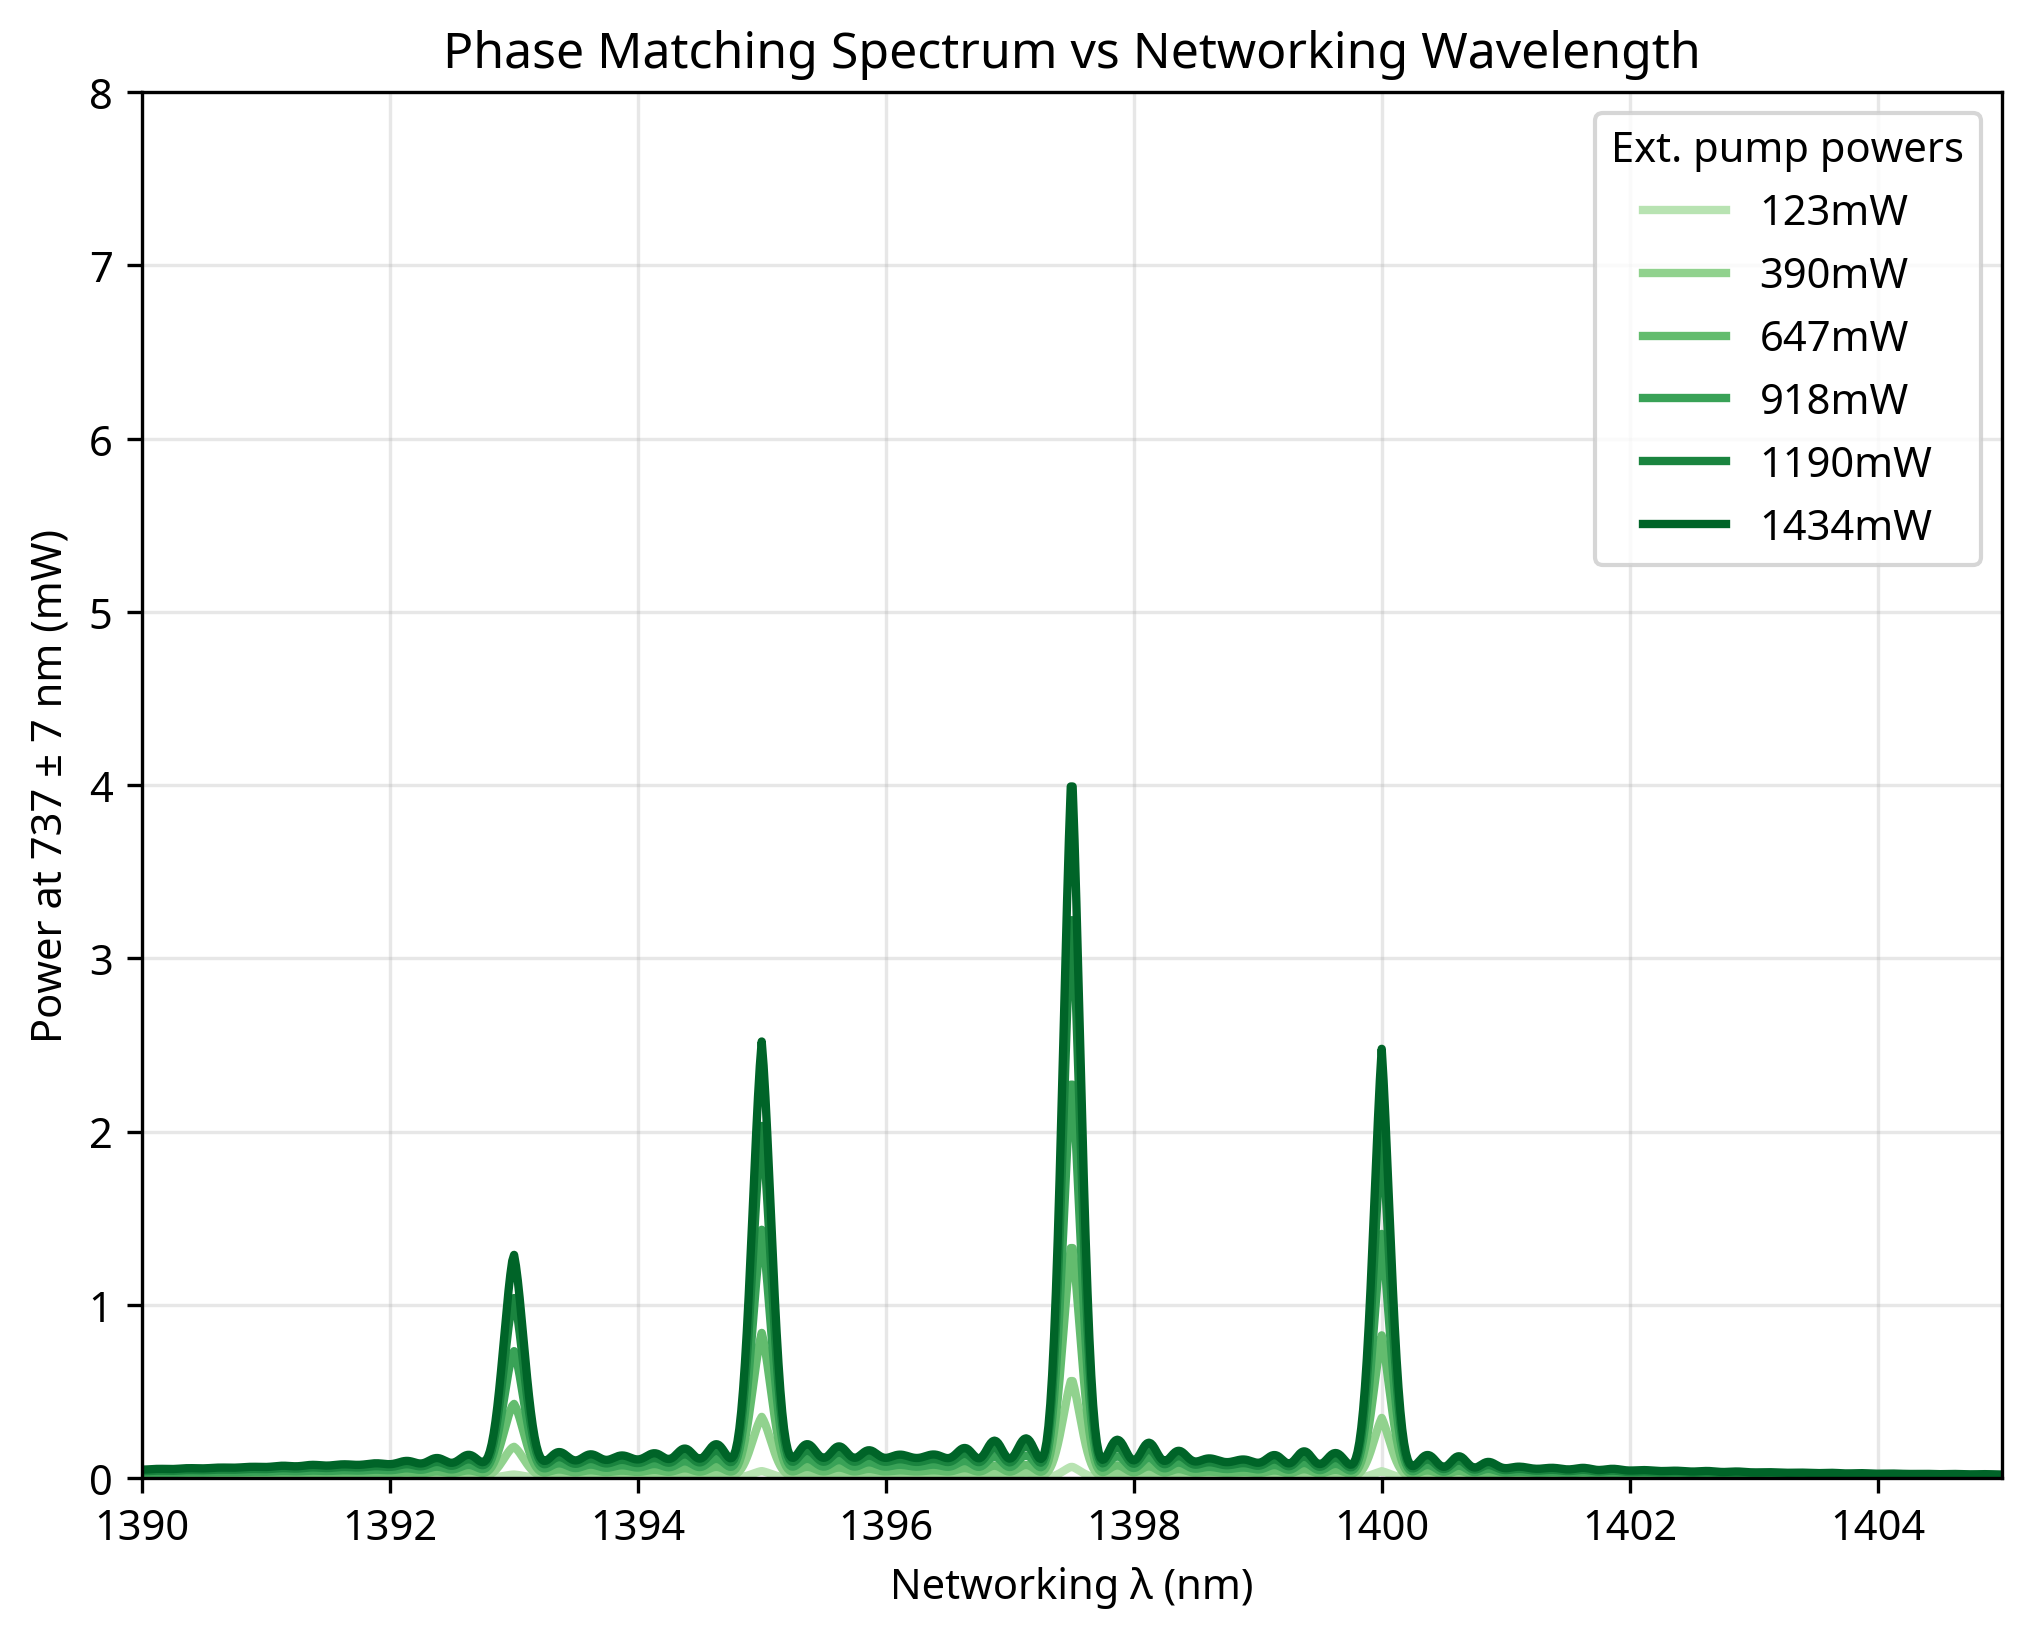 Phase Matching Spectrum vs Networking Wavelength
8
7
6
5
4
3
2
1
0
Power at 737 ± 7 nm (mW)
Ext. pump powers
123mW
390mW
647mW
918mW
1190mW
1434mW
1390 1392 1394 1396 1398 1400 1402 1404
Networking λ (nm)